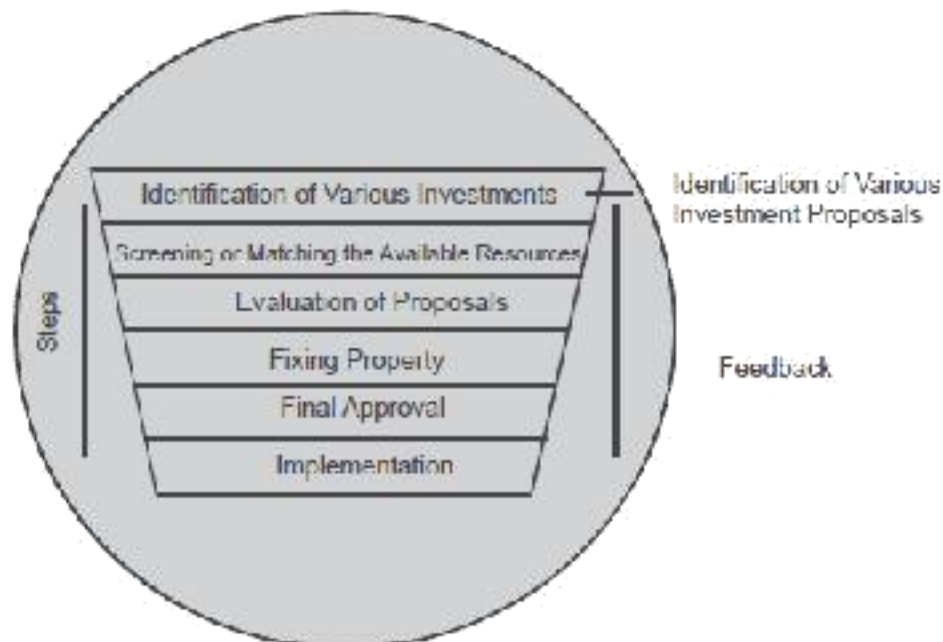 Identification of Various Investments
Screening or Matching the Available Resources
Evaluation of Proposals
Fixing Property
Final Approval
Implementation
Steps
Identification of Various
Investment Proposals
Feedback